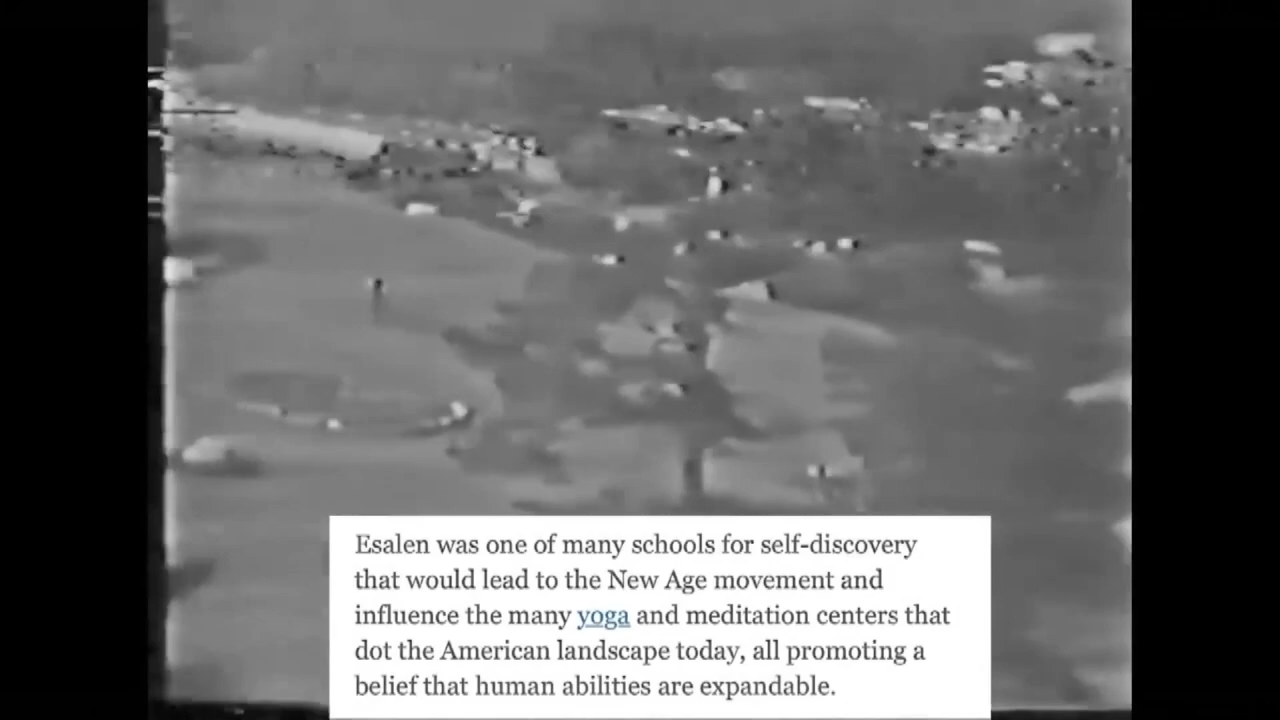 Esalen was one of many schools for self-discovery
that would lead to the New Age movement and
influence the many yoga and meditation centers that
dot the American landscape today, all promoting a
belief that human abilities are expandable.